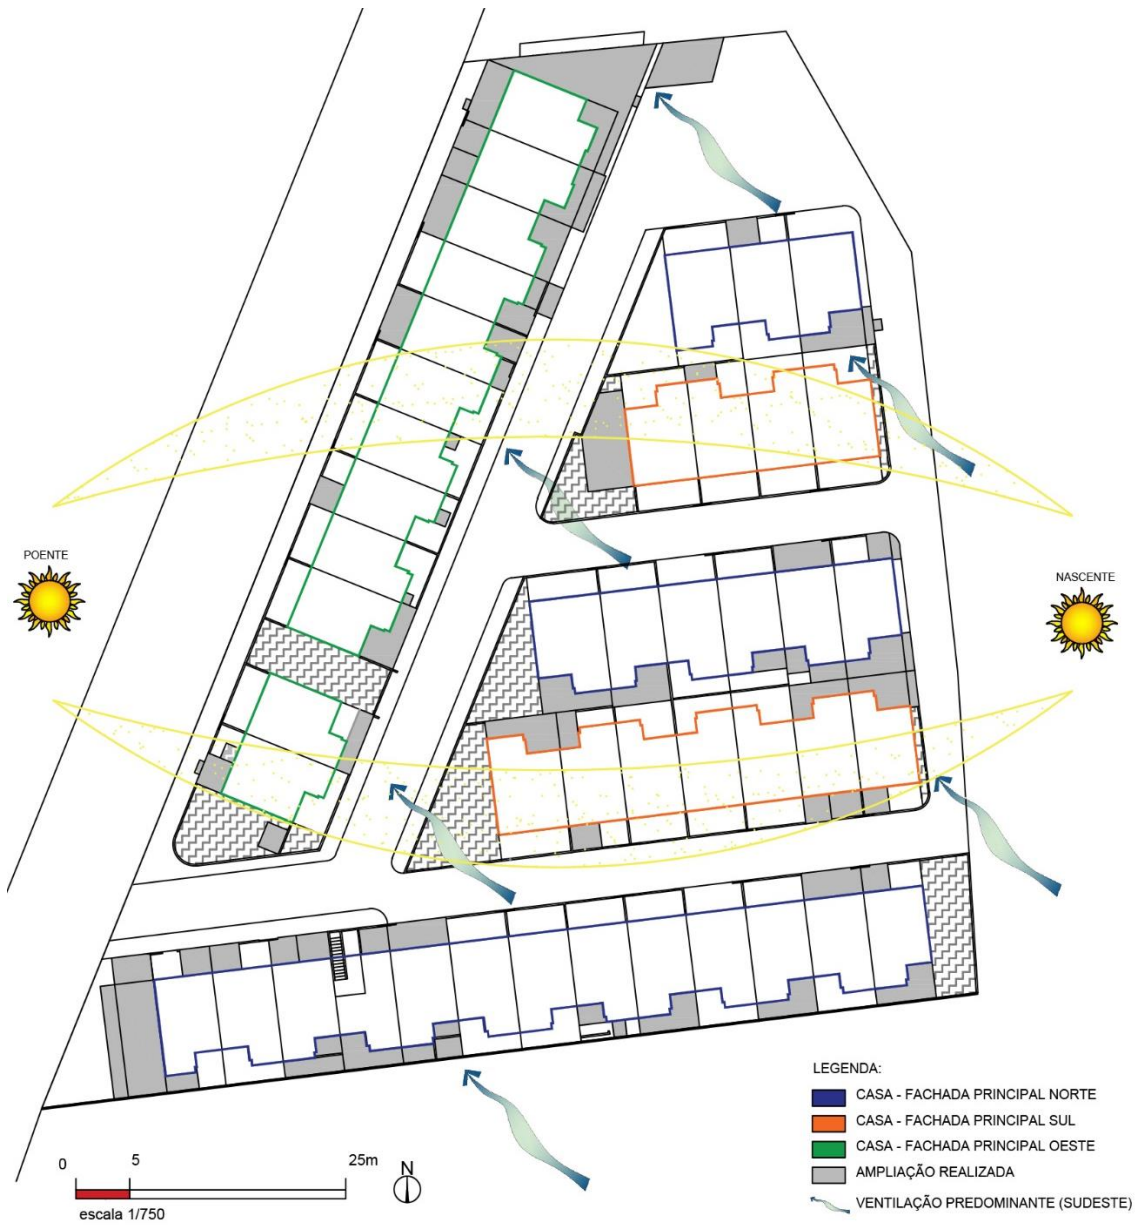 POENTE
NASCENTE
LEGENDA:
CASA - FACHADA PRINCIPAL NORTE
CASA - FACHADA PRINCIPAL SUL
CASA - FACHADA PRINCIPAL OESTE
AMPLIAÇÃO REALIZADA
VENTILAÇÃO PREDOMINANTE (SUDESTE)
0 5 25m
N
escala 1/750